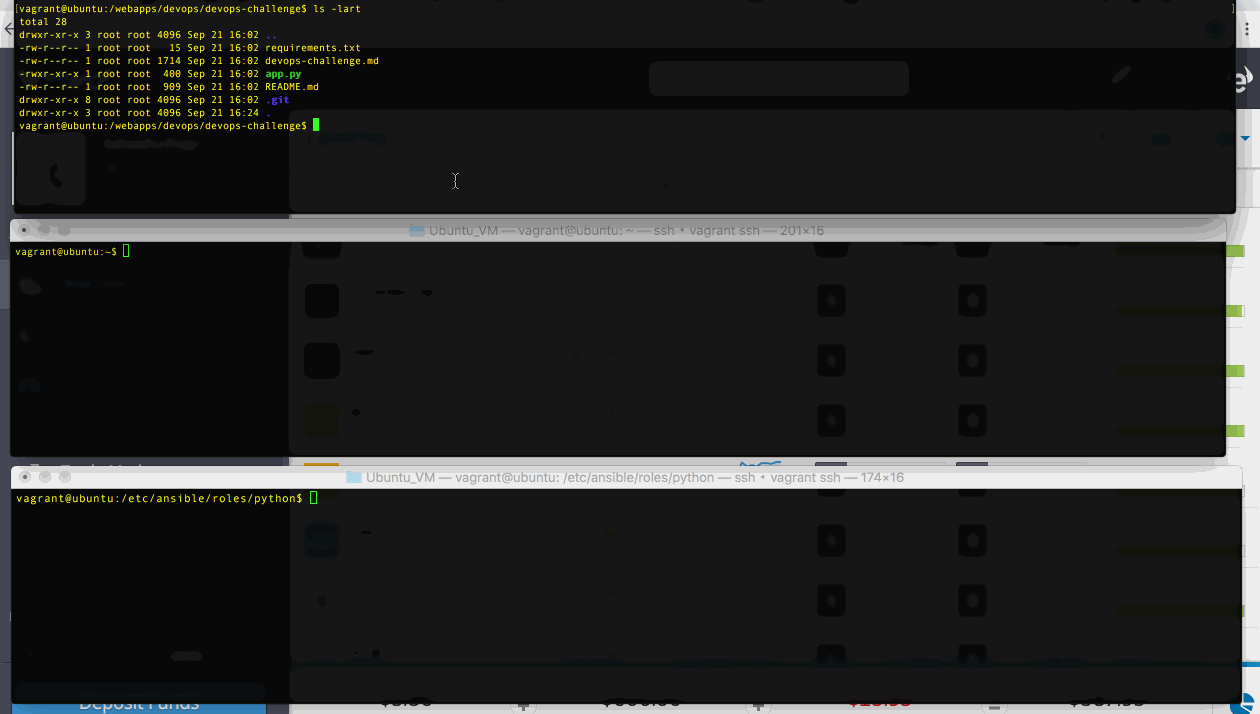 [vagrant@ubuntu:/webapps/devops/devops-challenge$ ls -lart ]
total 28
drwxr-xr-x 3 root root 4096 Sep 21 16:02 ..
-rw-r--r-- 1 root root   15 Sep 21 16:02 requirements.txt
-rw-r--r-- 1 root root 1714 Sep 21 16:02 devops-challenge.md
-rwxr-xr-x 1 root root  400 Sep 21 16:02 app.py
-rw-r--r-- 1 root root  909 Sep 21 16:02 README.md
drwxr-xr-x 8 root root 4096 Sep 21 16:02 .git
drwxr-xr-x 3 root root 4096 Sep 21 16:24 .
vagrant@ubuntu:/webapps/devops/devops-challenge$
Ubuntu_VM — vagrant@ubuntu: ~ — ssh • vagrant ssh — 201×16
vagrant@ubuntu:~$
Ubuntu_VM — vagrant@ubuntu: /etc/ansible/roles/python — ssh • vagrant ssh — 174×16
vagrant@ubuntu:/etc/ansible/roles/python$
Deposit Funds